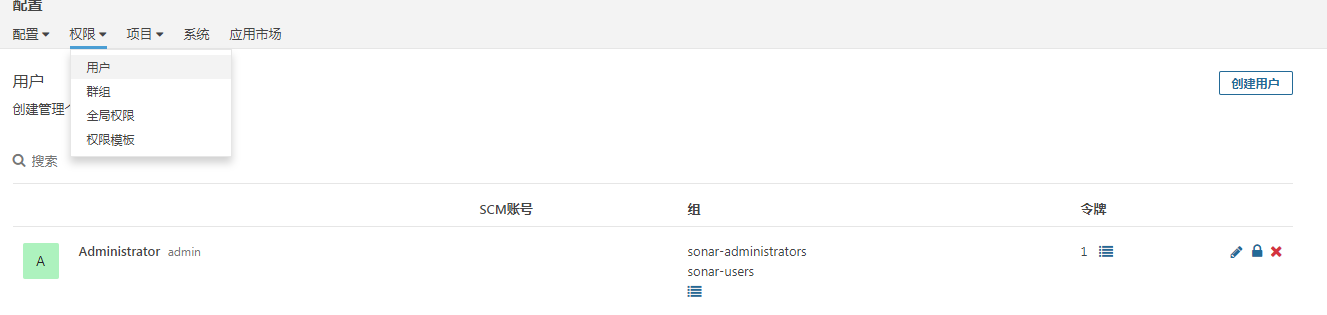 配置
配置 权限 项目 系统 应用市场
用户
群组
全局权限
权限模板
用户
创建用户
创建管理
搜索
SCM账号 组 令牌
A
Administrator admin
sonar-administrators
sonar-users
1